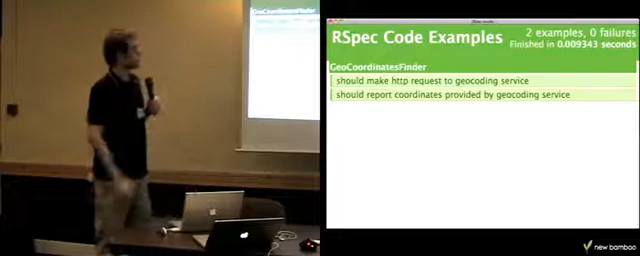 RSpec Code Examples
2 examples, 0 failures
Finished in 0.009343 seconds
GeoCoordinatesFinder
should make http request to geocoding service
should report coordinates provided by geocoding service
new bamboo